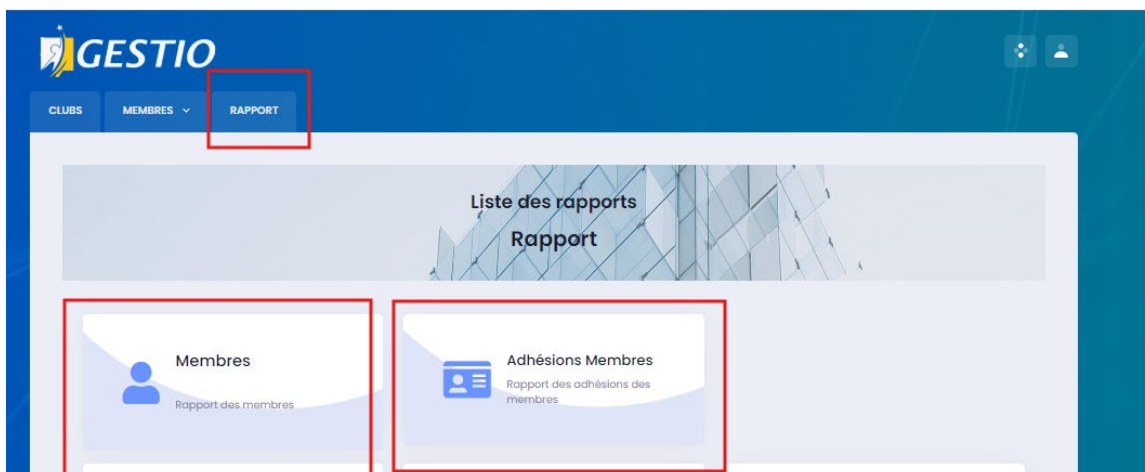 GESTIO
CLUBS MEMBRES RAPPORT
Liste des rapports
Rapport
Membres
Rapport des membres
Adhésions Membres
Rapport des adhésions des
membres